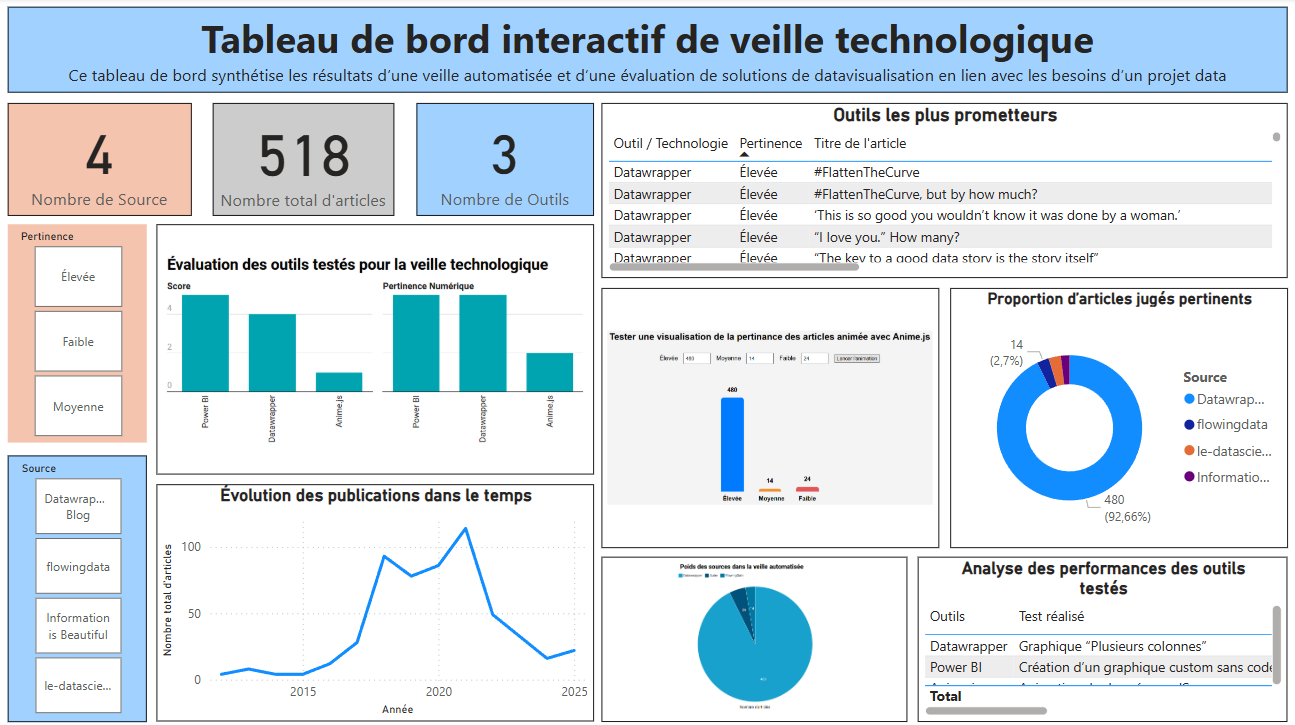 Tableau de bord interactif de veille technologique
Ce tableau de bord synthétise les résultats d'une veille automatisée et d'une évaluation de solutions de datavisualisation en lien avec les besoins d'un projet data
4
Nombre de Source
518
Nombre total d'articles
3
Nombre de Outils
Outils les plus prometteurs
Outil / Technologie Pertinence Titre de l'article
Datawrapper Élevée #FlattenTheCurve
Datawrapper Élevée #FlattenTheCurve, but by how much?
Datawrapper Élevée 'This is so good you wouldn't know it was done by a woman.'
Datawrapper Élevée “I love you.” How many?
Datawrapper Élevée “The key to a good data story is the story itself”
Pertinence
Élevée
Faible
Moyenne
Source
Datawrap...
Blog
flowingdata
Information
is Beautiful
le-datascie...
Évaluation des outils testés pour la veille technologique
Score
Pertinence Numérique
4
2
0
Power BI
Datawrapper
Anime.js
Power BI
Datawrapper
Anime.js
Évolution des publications dans le temps
Nombre total d'articles
100
50
0
2015
2020
2025
Année
Tester une visualisation de la pertinance des articles animée avec Anime.js
Élevée 480 Moyenne 14 Faible 24 Lancer l'animation
480
14
24
Élevée
Moyenne
Faible
Proportion d'articles jugés pertinents
14
(2,7%)
480
(92,66%)
Source
Datawrap...
flowingdata
le-datascie...
Informatio...
Poids des sources dans la veille automatisée
Analyse des performances des outils
testés
Outils Test réalisé
Datawrapper Graphique “Plusieurs colonnes”
Power BI Création d'un graphique custom sans code
Total